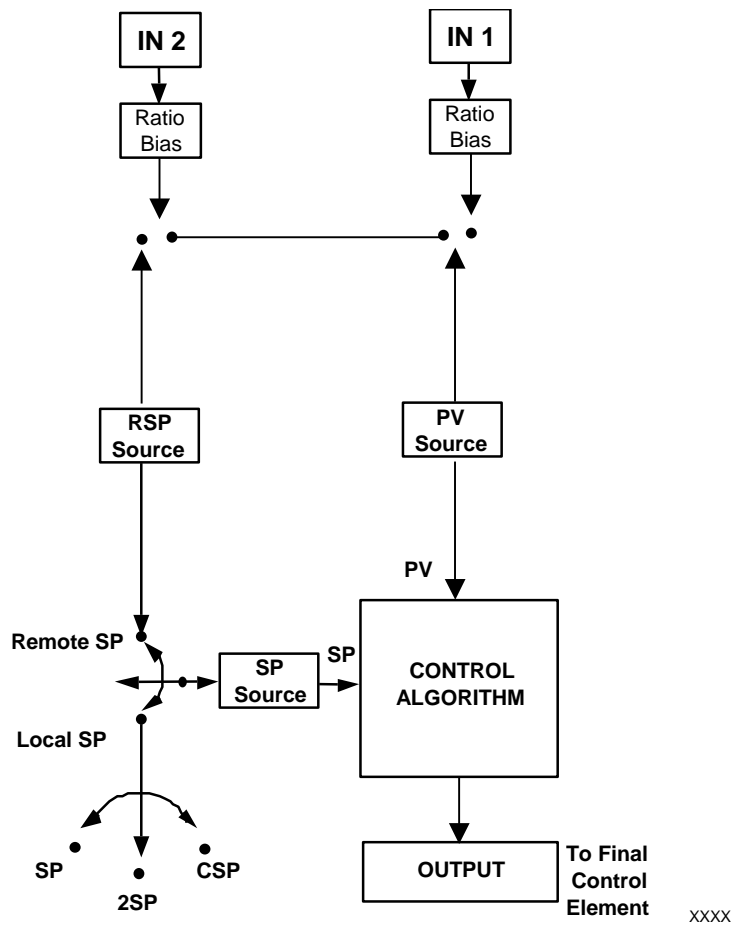 IN 2
IN 1
Ratio
Bias
Ratio
Bias
RSP
Source
PV
Source
PV
Remote SP
SP
Source
SP
CONTROL
ALGORITHM
Local SP
SP
2SP
CSP
OUTPUT
To Final
Control
Element
XXXX